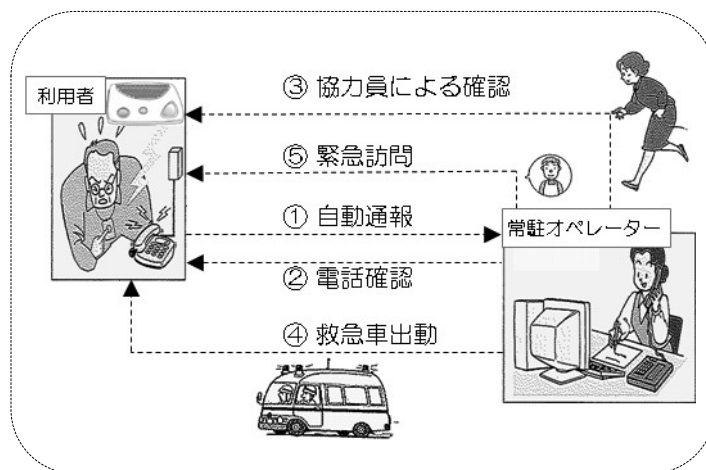 利用者
③ 協力員による確認
⑤ 緊急訪問
① 自動通報
常駐オペレーター
② 電話確認
④ 救急車出動